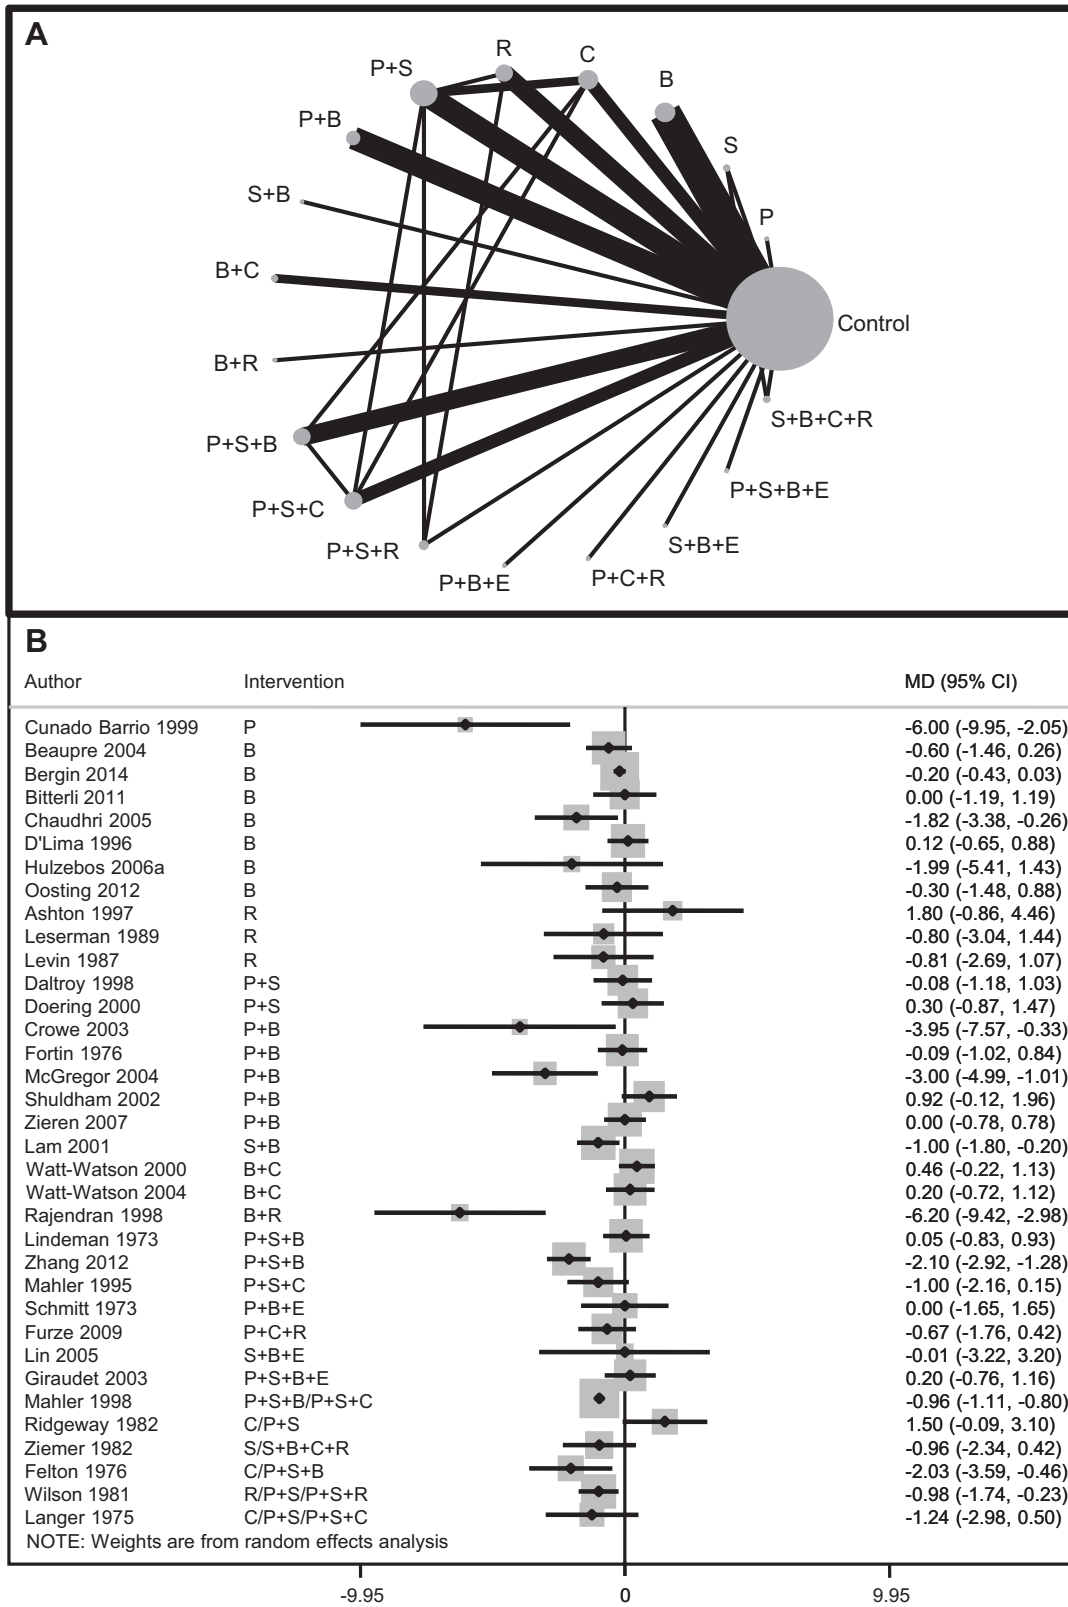 A
R
C
P+S
B
P+B
S
S+B
P
B+C
Control
B+R
S+B+C+R
P+S+B
P+S+B+E
P+S+C
S+B+E
P+S+R
P+C+R
P+B+E
B
Author Intervention MD (95% CI)
Cunado Barrio 1999 P -6.00 (-9.95, -2.05)
Beaupre 2004 B -0.60 (-1.46, 0.26)
Bergin 2014 B -0.20 (-0.43, 0.03)
Bitterli 2011 B 0.00 (-1.19, 1.19)
Chaudhri 2005 B -1.82 (-3.38, -0.26)
D'Lima 1996 B 0.12 (-0.65, 0.88)
Hulzebos 2006a B -1.99 (-5.41, 1.43)
Oosting 2012 B -0.30 (-1.48, 0.88)
Ashton 1997 R 1.80 (-0.86, 4.46)
Leserman 1989 R -0.80 (-3.04, 1.44)
Levin 1987 R -0.81 (-2.69, 1.07)
Daltroy 1998 P+S -0.08 (-1.18, 1.03)
Doering 2000 P+S 0.30 (-0.87, 1.47)
Crowe 2003 P+B -3.95 (-7.57, -0.33)
Fortin 1976 P+B -0.09 (-1.02, 0.84)
McGregor 2004 P+B -3.00 (-4.99, -1.01)
Shuldham 2002 P+B 0.92 (-0.12, 1.96)
Zieren 2007 P+B 0.00 (-0.78, 0.78)
Lam 2001 S+B -1.00 (-1.80, -0.20)
Watt-Watson 2000 B+C 0.46 (-0.22, 1.13)
Watt-Watson 2004 B+C 0.20 (-0.72, 1.12)
Rajendran 1998 B+R -6.20 (-9.42, -2.98)
Lindeman 1973 P+S+B 0.05 (-0.83, 0.93)
Zhang 2012 P+S+B -2.10 (-2.92, -1.28)
Mahler 1995 P+S+C -1.00 (-2.16, 0.15)
Schmitt 1973 P+B+E 0.00 (-1.65, 1.65)
Furze 2009 P+C+R -0.67 (-1.76, 0.42)
Lin 2005 S+B+E -0.01 (-3.22, 3.20)
Giraudet 2003 P+S+B+E 0.20 (-0.76, 1.16)
Mahler 1998 P+S+B/P+S+C -0.96 (-1.11, -0.80)
Ridgeway 1982 C/P+S 1.50 (-0.09, 3.10)
Ziemer 1982 S/S+B+C+R -0.96 (-2.34, 0.42)
Felton 1976 C/P+S+B -2.03 (-3.59, -0.46)
Wilson 1981 R/P+S/P+S+R -0.98 (-1.74, -0.23)
Langer 1975 C/P+S/P+S+C -1.24 (-2.98, 0.50)
NOTE: Weights are from random effects analysis
-9.95 0 9.95